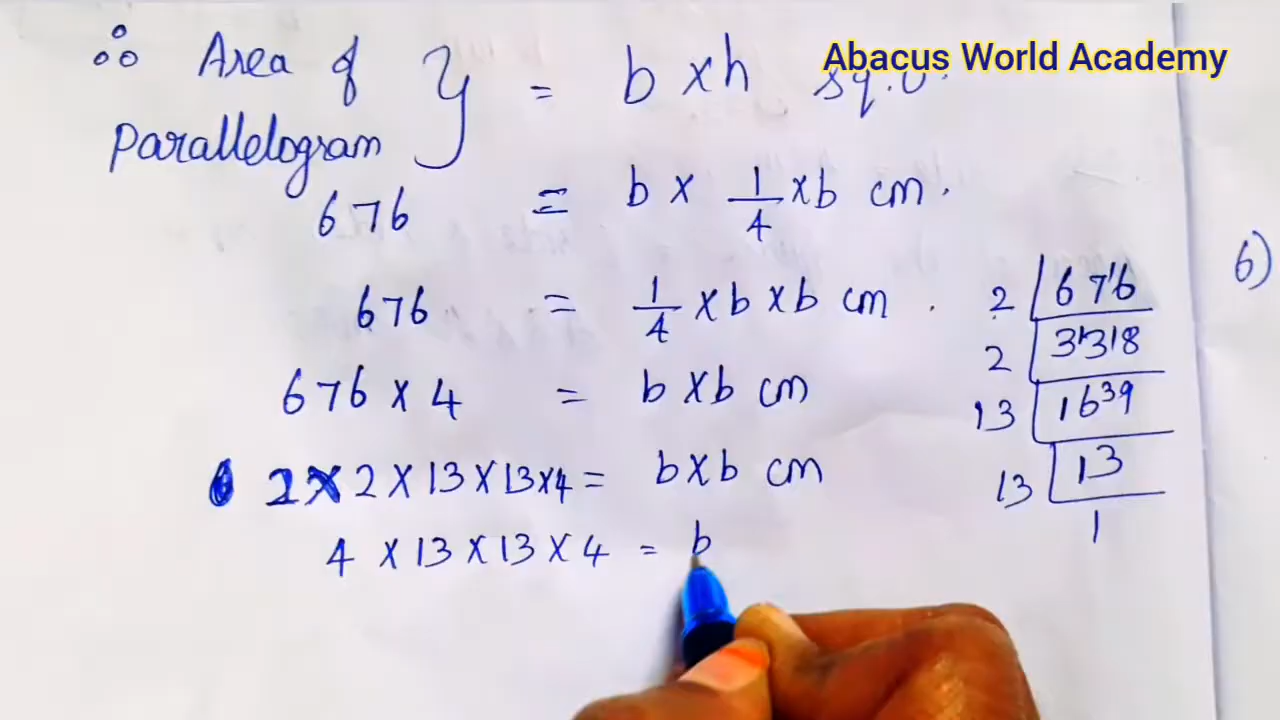 ∴ Area of Parallelogram } = b × h sq.u.
Abacus World Academy
676 = b × 1/4 × b cm.
676 = 1/4 × b × b cm.
676 × 4 = b × b cm
2 × 2 × 13 × 13 × 4 = b × b cm
4 × 13 × 13 × 4 = b
2 | 676
2 | 338
13 | 169
13 | 13
1
6)